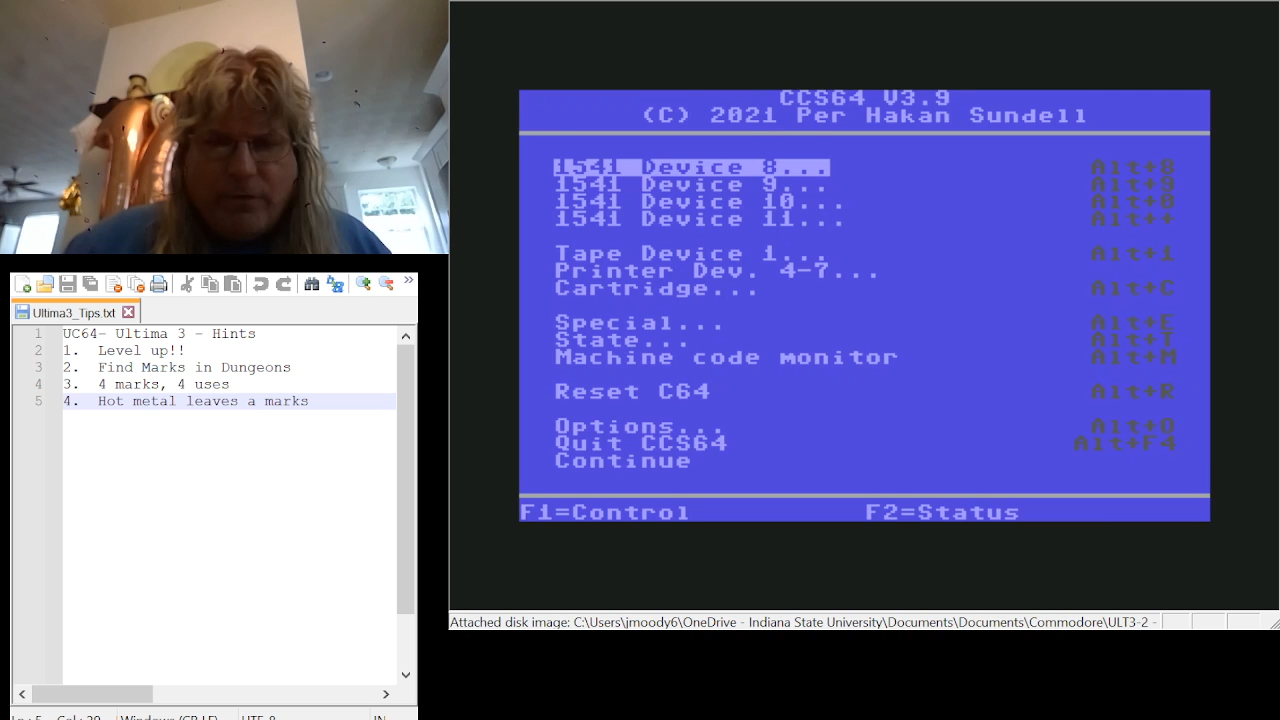 CCS64 V3.9
(C) 2021 Per Hakan Sundell
1541 Device 8... Alt+8
1541 Device 9... Alt+9
1541 Device 10... Alt+0
1541 Device 11... Alt++
Tape Device 1... Alt+1
Printer Dev. 4-7...
Cartridge... Alt+C
Special... Alt+E
State... Alt+T
Machine code monitor Alt+M
Reset C64 Alt+R
Options... Alt+O
Quit CCS64 Alt+F4
Continue
F1=Control F2=Status
Attached disk image: C:\Users\jmoody6\OneDrive - Indiana State University\Documents\Documents\Commodore\ULT3-2 -
Ultima3_Tips.txt
1 UC64- Ultima 3 - Hints
2 1. Level up!!
3 2. Find Marks in Dungeons
4 3. 4 marks, 4 uses
5 4. Hot metal leaves a marks